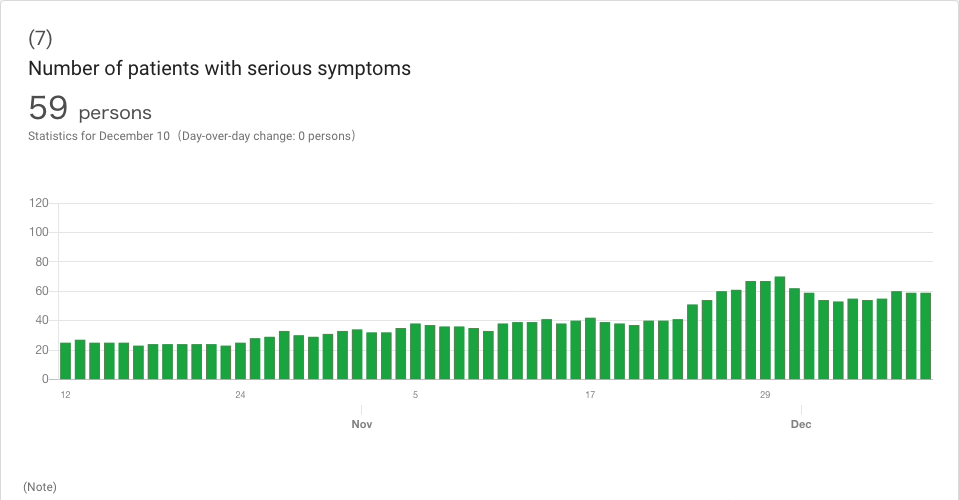 (7)
Number of patients with serious symptoms
59 persons
Statistics for December 10（Day-over-day change: 0 persons）
120
100
80
60
40
20
0
12 24 5 17 29
Nov Dec
(Note)